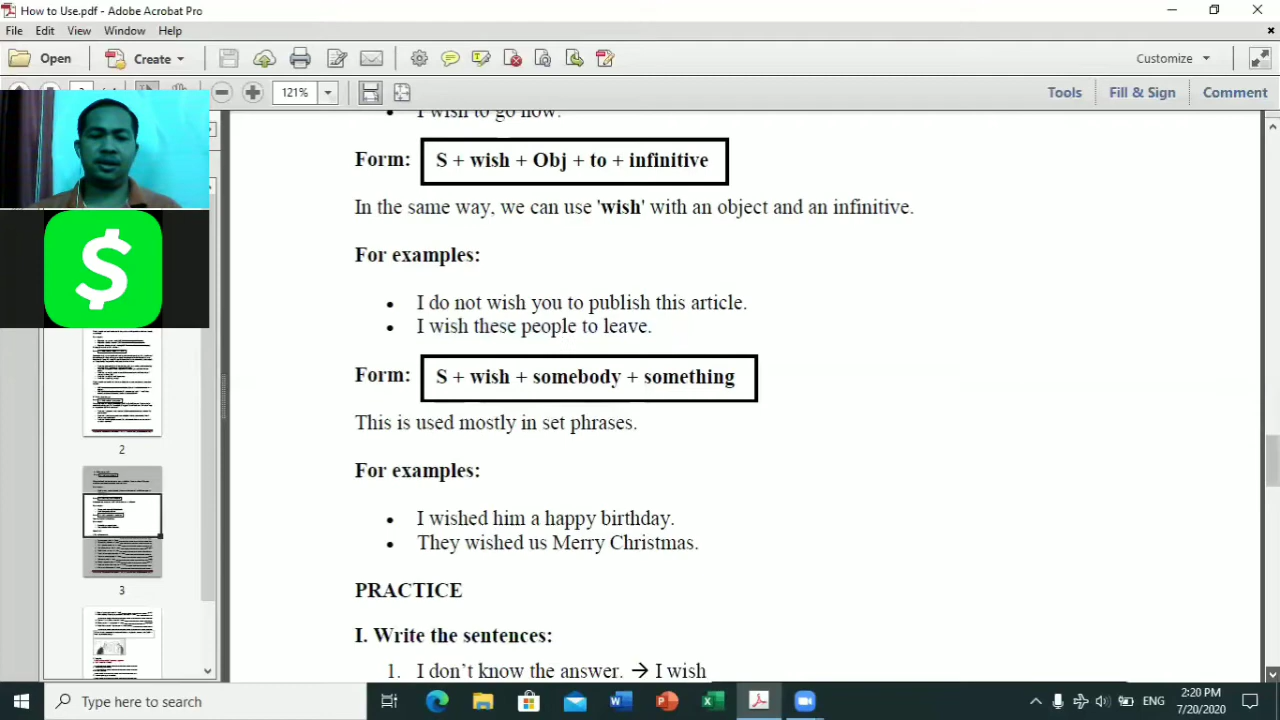 How to Use.pdf - Adobe Acrobat Pro
File Edit View Window Help
Open Create Customize
121% Tools Fill & Sign Comment
I wish to go now.
Form: S + wish + Obj + to + infinitive
In the same way, we can use 'wish' with an object and an infinitive.
For examples:
• I do not wish you to publish this article.
• I wish these people to leave.
Form: S + wish + somebody + something
This is used mostly in set phrases.
For examples:
• I wished him a happy birthday.
• They wished us Merry Christmas.
PRACTICE
I. Write the sentences:
1. I don't know the answer. → I wish
$
2
3
Type here to search
ENG
2:20 PM
7/20/2020